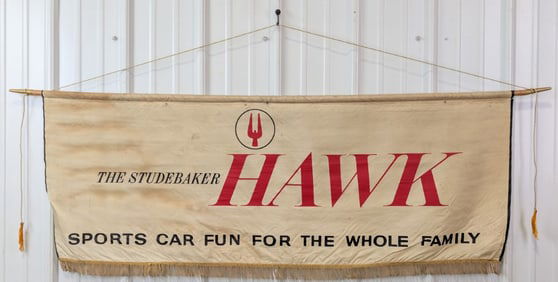 THE STUDEBAKER HAWK
SPORTS CAR FUN FOR THE WHOLE FAMILY